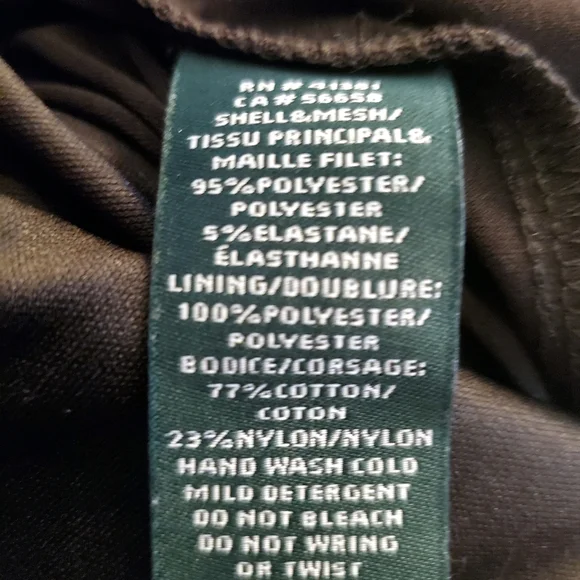 RN # 41381
CA # 56658
SHELL&MESH/
TISSU PRINCIPAL&
MAILLE FILET:
95%POLYESTER/
POLYESTER
5%ELASTANE/
ÉLASTHANNE
LINING/DOUBLURE:
100%POLYESTER/
POLYESTER
BODICE/CORSAGE:
77%COTTON/
COTON
23%NYLON/NYLON
HAND WASH COLD
MILD DETERGENT
DO NOT BLEACH
DO NOT WRING
OR TWIST